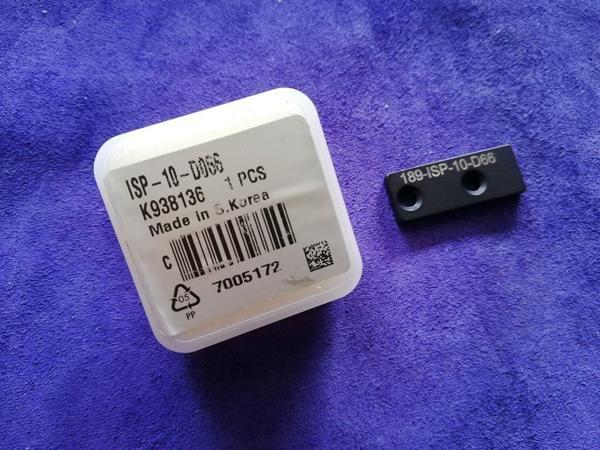 ISP-10-D066
K938136 1 PCS
Made in S.Korea
C
7005172
05
PP
189-ISP-10-D66